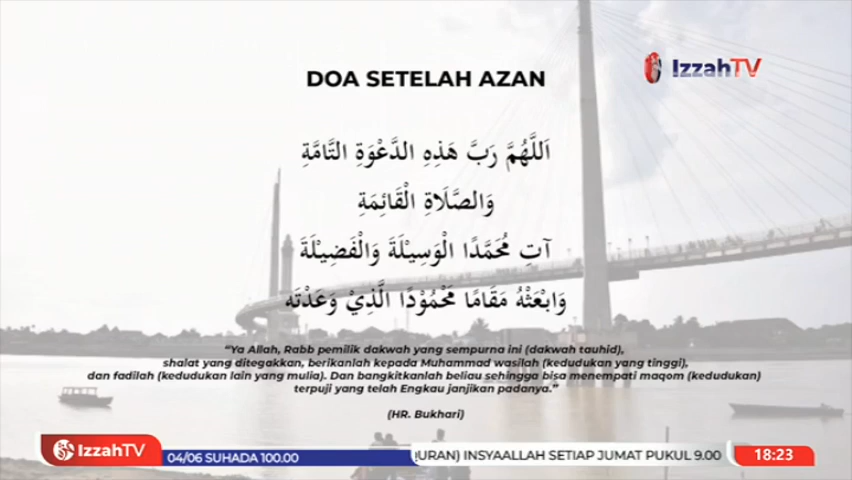 DOA SETELAH AZAN
IzzahTV
اَللَّهُمَّ رَبَّ هَذِهِ الدَّعْوَةِ التَّامَّةِ
وَالصَّلَاةِ الْقَائِمَةِ
آتِ مُحَمَّدًا الْوَسِيْلَةَ وَالْفَضِيْلَةَ
وَابْعَثْهُ مَقَامًا مَحْمُوْدًا الَّذِيْ وَعَدْتَه
“Ya Allah, Rabb pemilik dakwah yang sempurna ini (dakwah tauhid),
shalat yang ditegakkan, berikanlah kepada Muhammad wasilah (kedudukan yang tinggi),
dan fadilah (kedudukan lain yang mulia). Dan bangkitkanlah beliau sehingga bisa menempati maqom (kedudukan)
terpuji yang telah Engkau janjikan padanya.”
(HR. Bukhari)
IzzahTV
04/06 SUHADA 100.00
QURAN) INSYAALLAH SETIAP JUMAT PUKUL 9.00
18:23